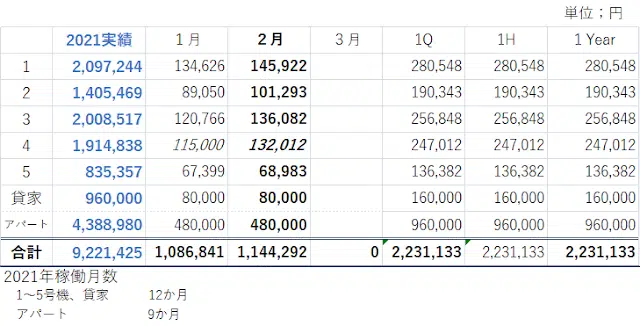 単位；円
2021実績 1月 2月 3月 1Q 1H 1 Year
1 2,097,244 134,626 145,922 280,548 280,548 280,548
2 1,405,469 89,050 101,293 190,343 190,343 190,343
3 2,008,517 120,766 136,082 256,848 256,848 256,848
4 1,914,838 115,000 132,012 247,012 247,012 247,012
5 835,357 67,399 68,983 136,382 136,382 136,382
貸家 960,000 80,000 80,000 160,000 160,000 160,000
アパート 4,388,980 480,000 480,000 960,000 960,000 960,000
合計 9,221,425 1,086,841 1,144,292 0 2,231,133 2,231,133 2,231,133
2021年稼働月数
1～5号機、貸家 12か月
アパート 9か月